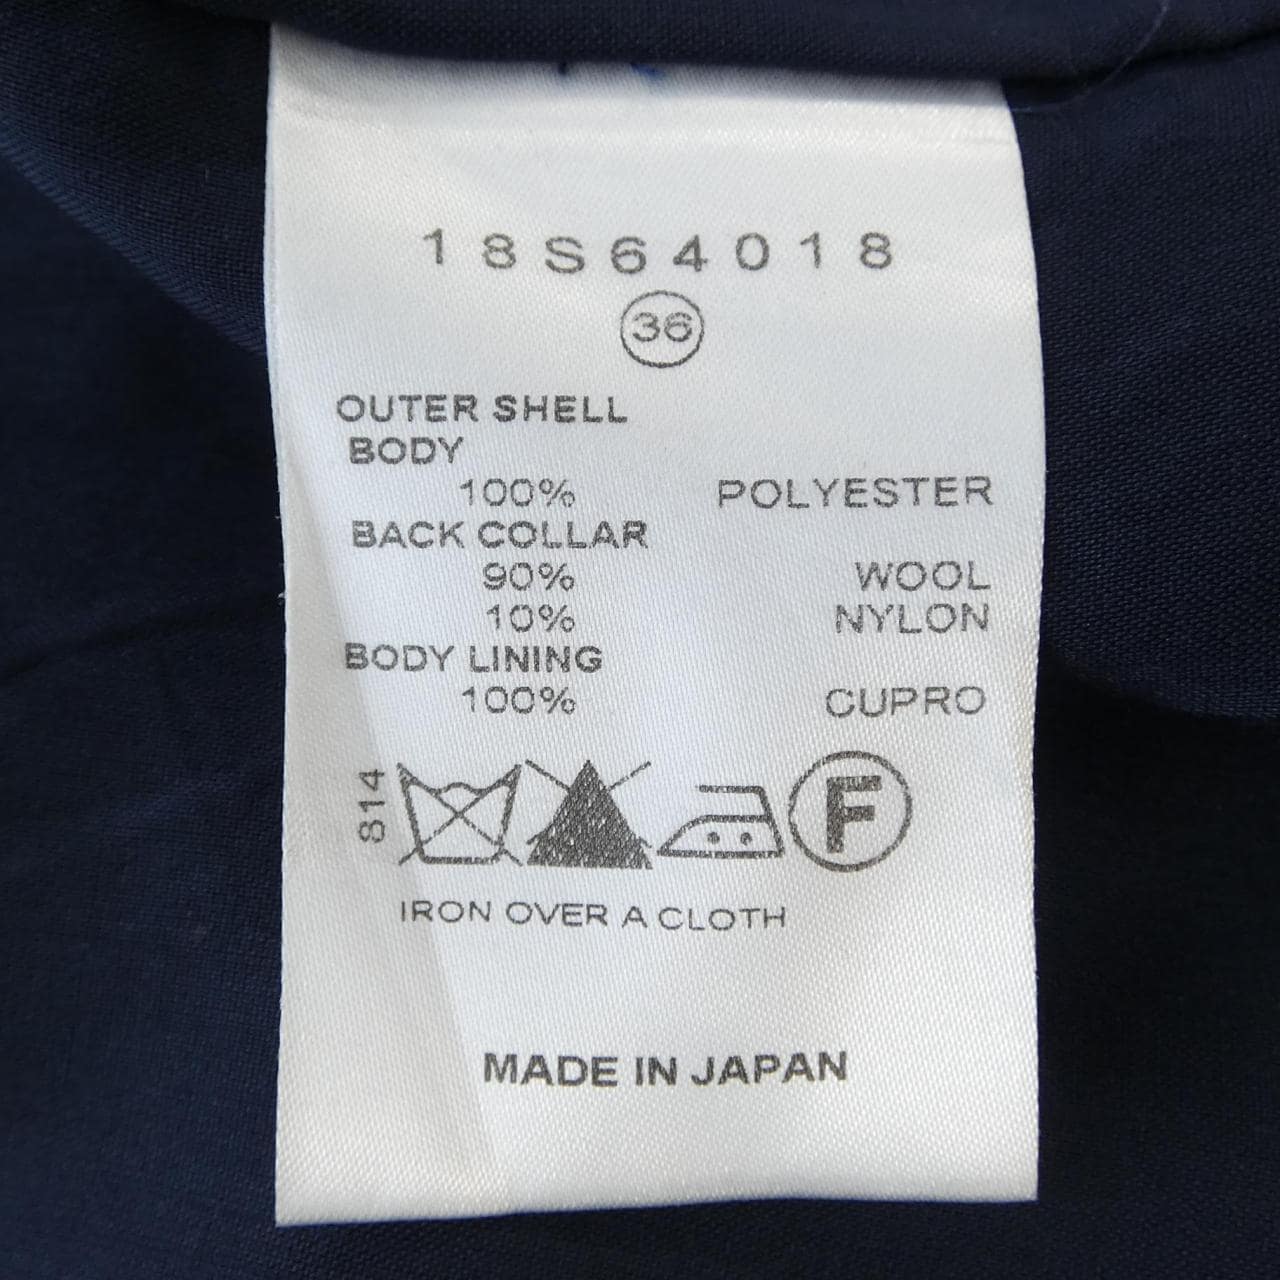 18S64018
36
OUTER SHELL
BODY
100% POLYESTER
BACK COLLAR
90% WOOL
10% NYLON
BODY LINING
100% CUPRO
814
F
IRON OVER A CLOTH
MADE IN JAPAN